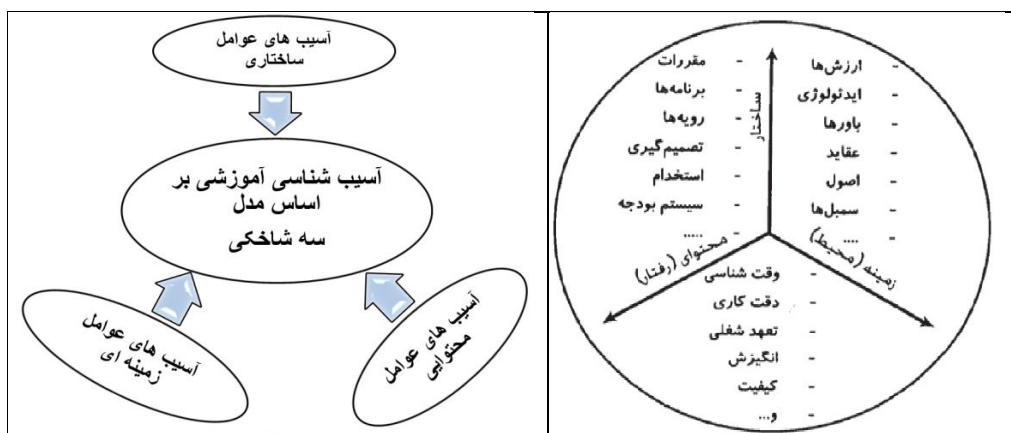 آسیب های عوامل
ساختاری
آسیب شناسی آموزشی بر
اساس مدل
سه شاخکی
آسیب های عوامل
زمینه ای
آسیب های عوامل
محتوایی
- ارزش‌ها
- ایدئولوژی
- باورها
- عقاید
- اصول
- سمبل‌ها
- ....
ساختار
- مقررات
- برنامه‌ها
- رویه‌ها
- تصمیم‌گیری
- استخدام
- سیستم بودجه
- .....
زمینه (محیط)
محتوای (رفتار)
- وقت شناسی
- دقت کاری
- تعهد شغلی
- انگیزش
- کیفیت
- و...